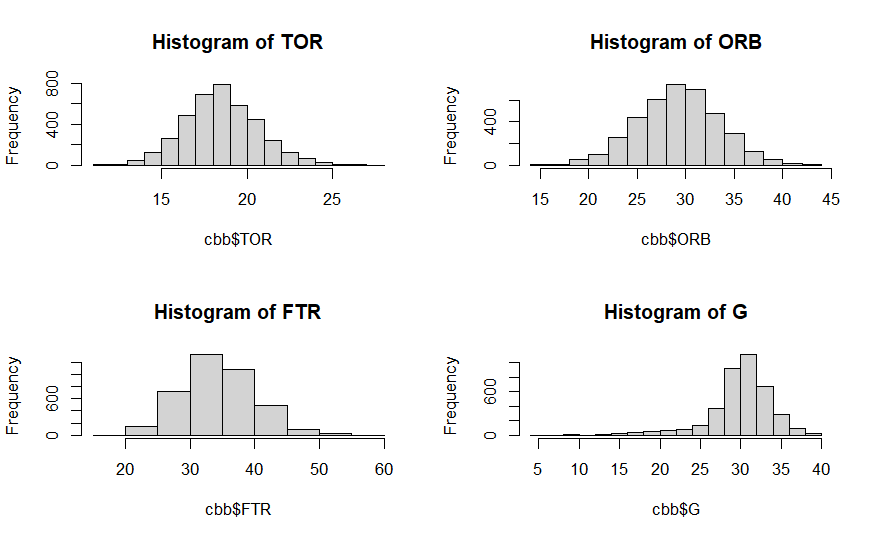 Histogram of TOR
Frequency
0 400 800
15 20 25
cbb$TOR
Histogram of ORB
Frequency
0 400
15 20 25 30 35 40 45
cbb$ORB
Histogram of FTR
Frequency
0 600
20 30 40 50 60
cbb$FTR
Histogram of G
Frequency
0 600
5 10 15 20 25 30 35 40
cbb$G